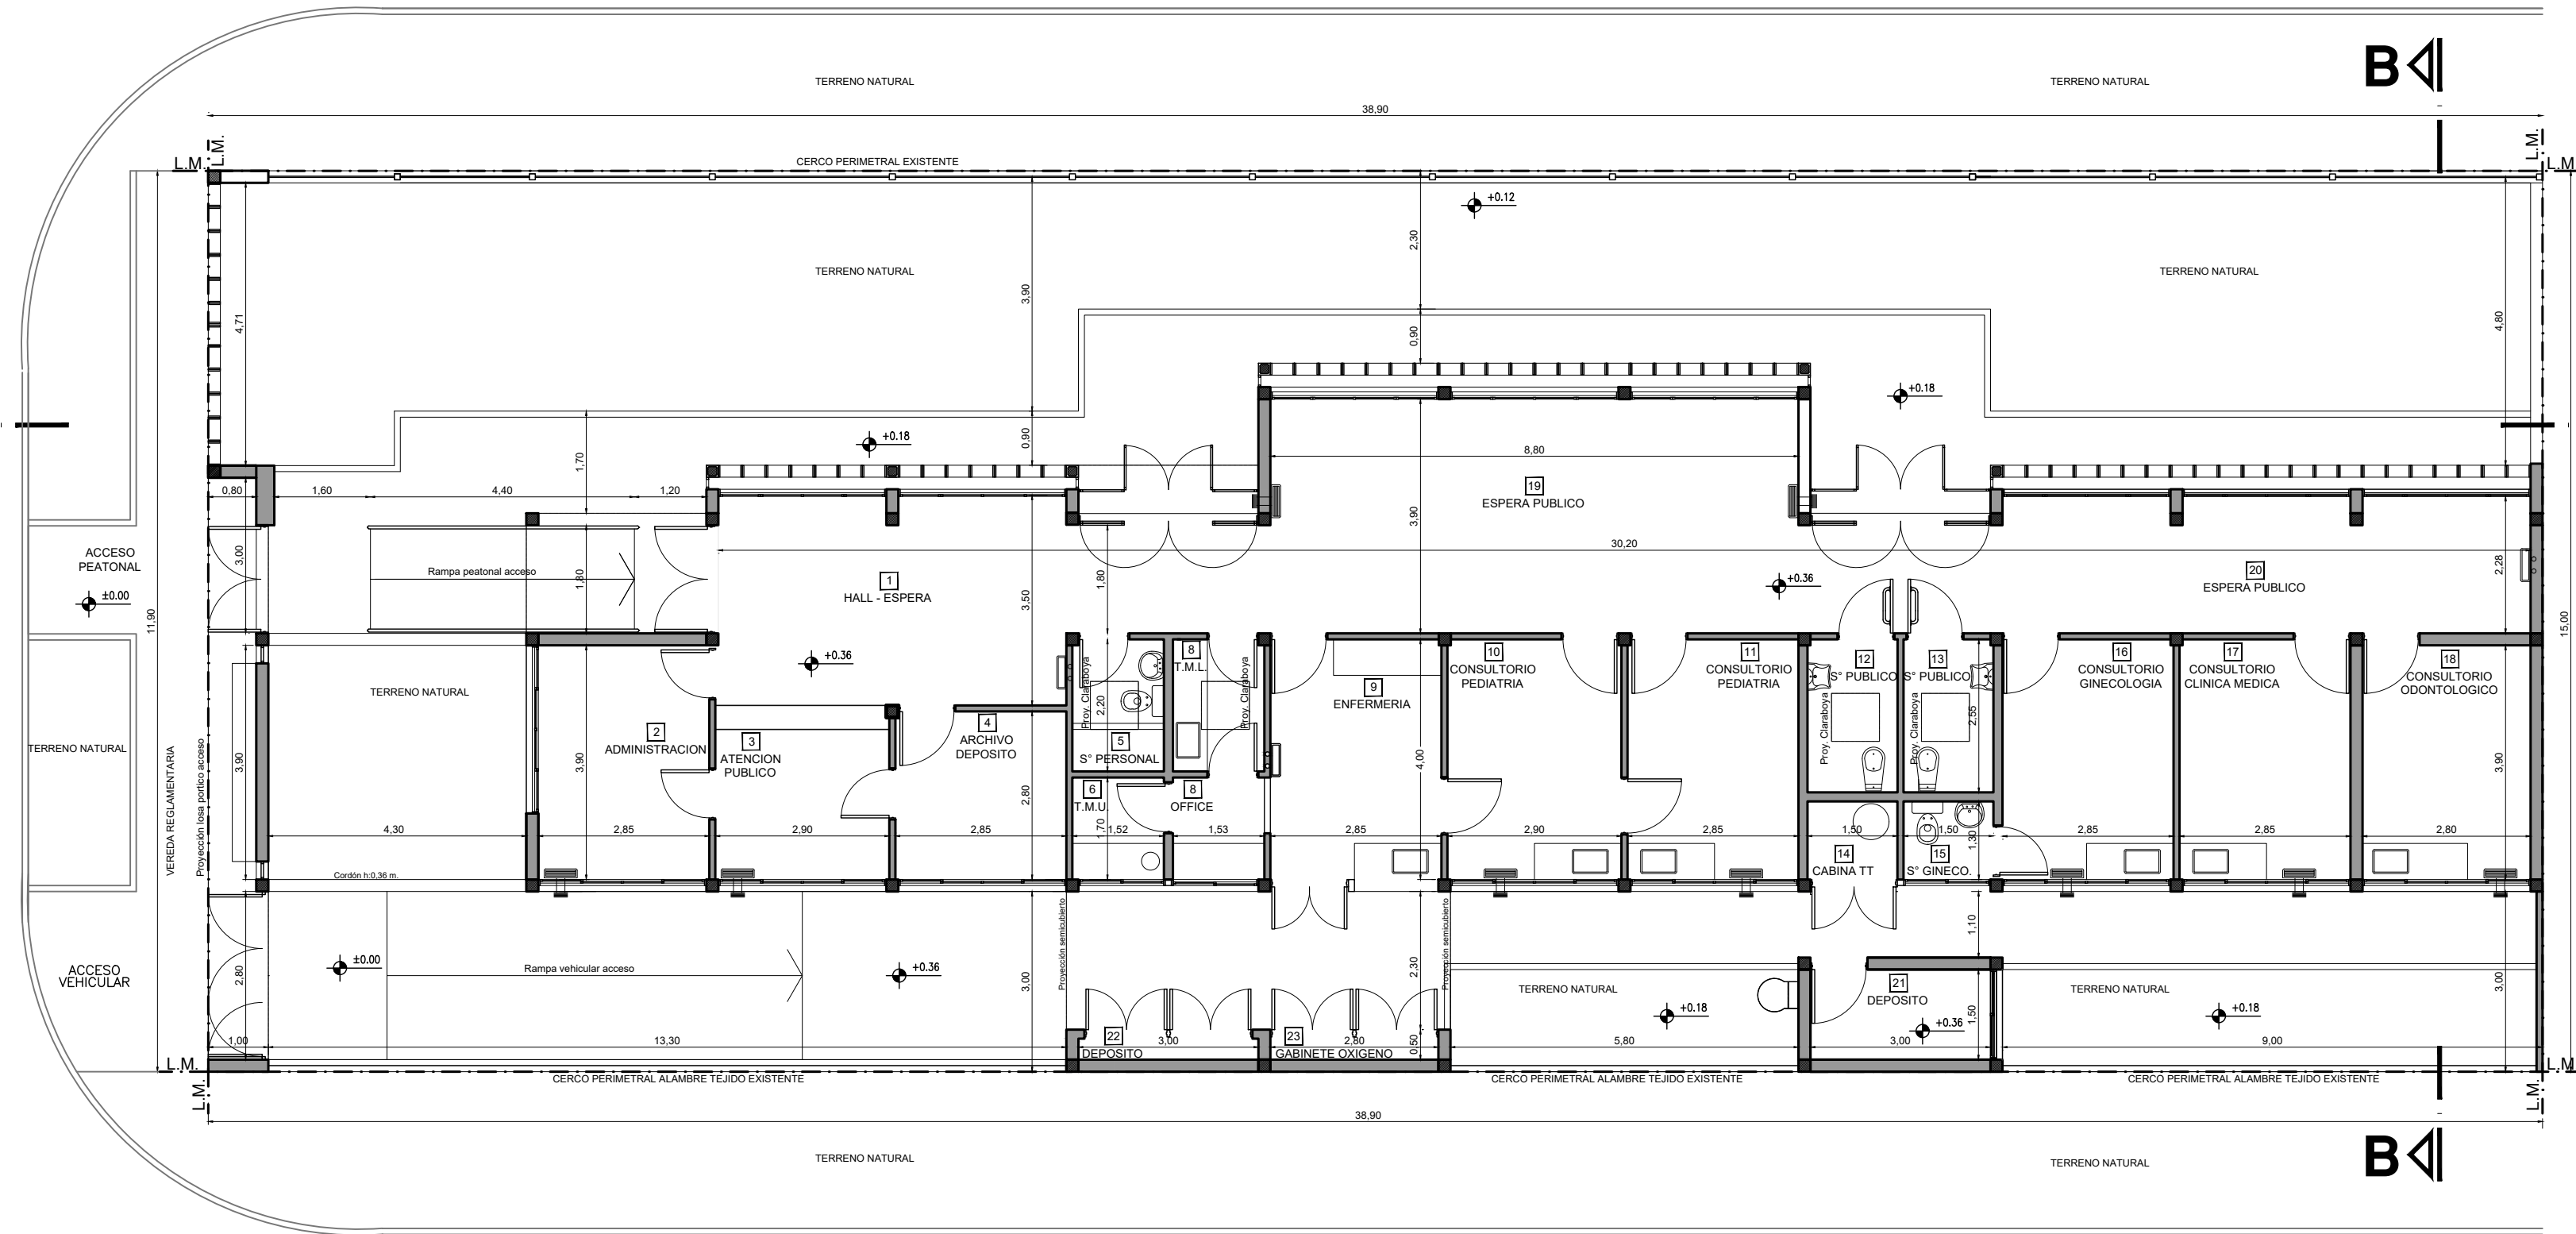 TERRENO NATURAL
TERRENO NATURAL
B
38,90
L.M.
L.M.
CERCO PERIMETRAL EXISTENTE
L.M.
L.M
+0.12
2,30
TERRENO NATURAL
TERRENO NATURAL
3,90
4,71
4,80
0,90
+0.18
+0.18
0,90
1,70
8,80
0,80
1,60
4,40
1,20
19
ESPERA PUBLICO
3,90
30,20
ACCESO
PEATONAL
±0.00
3,00
Rampa peatonal acceso
1,80
1
HALL - ESPERA
3,50
1,80
+0.36
20
ESPERA PUBLICO
2,28
11,90
15,00
+0.36
TERRENO NATURAL
TERRENO NATURAL
VEREDA REGLAMENTARIA
Proyección losa portico acceso
3,90
3,90
2
ADMINISTRACION
3
ATENCION
PUBLICO
4
ARCHIVO
DEPOSITO
Proy. Claraboya
2,20
5
S° PERSONAL
8
T.M.L.
Proy. Claraboya
6
T.M.U.
8
OFFICE
9
ENFERMERIA
4,00
10
CONSULTORIO
PEDIATRIA
11
CONSULTORIO
PEDIATRIA
12
S° PUBLICO
13
S° PUBLICO
Proy. Claraboya
Proy. Claraboya
2,55
16
CONSULTORIO
GINECOLOGIA
17
CONSULTORIO
CLINICA MEDICA
18
CONSULTORIO
ODONTOLOGICO
3,90
2,80
1,70
4,30
2,85
2,90
2,85
1,52
1,53
2,85
2,90
2,85
1,50
1,50
1,30
2,85
2,85
2,80
14
CABINA TT
15
S° GINECO.
Cordón h:0,36 m.
ACCESO
VEHICULAR
2,80
±0.00
Rampa vehicular acceso
+0.36
3,00
Proyección semicubierto
Proyección semicubierto
2,30
1,10
TERRENO NATURAL
+0.18
21
DEPOSITO
+0.36
1,50
TERRENO NATURAL
+0.18
3,00
1,00
13,30
22
DEPOSITO
3,00
23
GABINETE OXIGENO
2,80
0,50
5,80
3,00
9,00
L.M.
L.M
CERCO PERIMETRAL ALAMBRE TEJIDO EXISTENTE
CERCO PERIMETRAL ALAMBRE TEJIDO EXISTENTE
CERCO PERIMETRAL ALAMBRE TEJIDO EXISTENTE
L.M.
L.M.
38,90
TERRENO NATURAL
TERRENO NATURAL
B